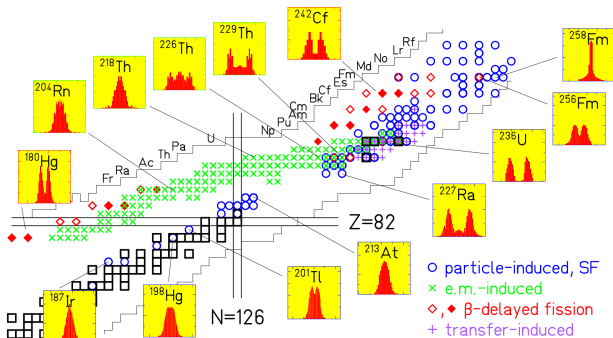 ²⁴²Cf
²²⁹Th
²²⁶Th
²¹⁸Th
²⁰⁴Rn
¹⁸⁰Hg
²⁵⁸Fm
²⁵⁶Fm
²³⁶U
²²⁷Ra
²¹³At
²⁰¹Tl
¹⁹⁸Hg
¹⁸⁷Ir
Rf
Lr
No
Md
Fm
Es
Cf
Bk
Cm
Am
Pu
Np
U
Pa
Th
Ac
Ra
Fr
Z=82
N=126
particle-induced, SF
e.m.-induced
, β-delayed fission
transfer-induced